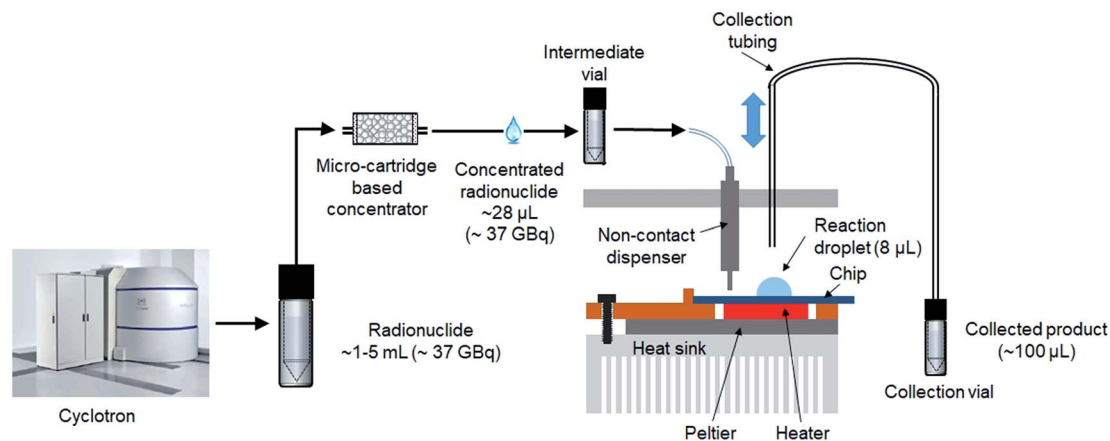 Collection
tubing
Intermediate
vial
Micro-cartridge
based
concentrator
Concentrated
radionuclide
~28 µL
(~ 37 GBq)
Non-contact
dispenser
Reaction
droplet (8 µL)
Chip
Radionuclide
~1-5 mL (~ 37 GBq)
Heat sink
Collected product
(~100 µL)
Collection vial
Cyclotron
Peltier
Heater